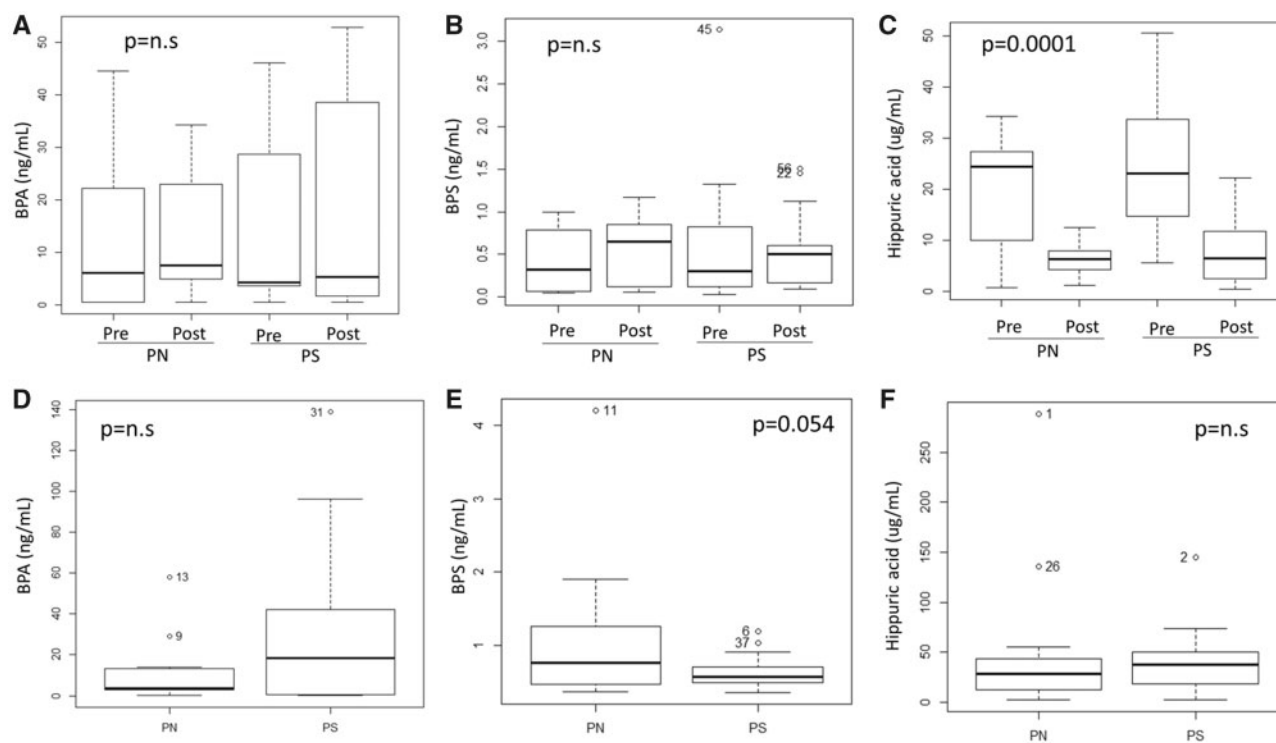 A
p=n.s
BPA (ng/mL)
50
40
30
20
10
0
Pre Post Pre Post
PN PS
B
p=n.s
BPS (ng/mL)
3.0
2.5
2.0
1.5
1.0
0.5
0.0
45
56
22
Pre Post Pre Post
PN PS
C
p=0.0001
Hippuric acid (ug/mL)
50
40
30
20
10
0
Pre Post Pre Post
PN PS
D
p=n.s
BPA (ng/mL)
140
120
100
80
60
40
20
0
31
13
9
PN PS
E
p=0.054
BPS (ng/mL)
4
3
2
1
11
6
37
PN PS
F
p=n.s
Hippuric acid (ug/mL)
250
200
150
100
50
0
1
26
2
PN PS